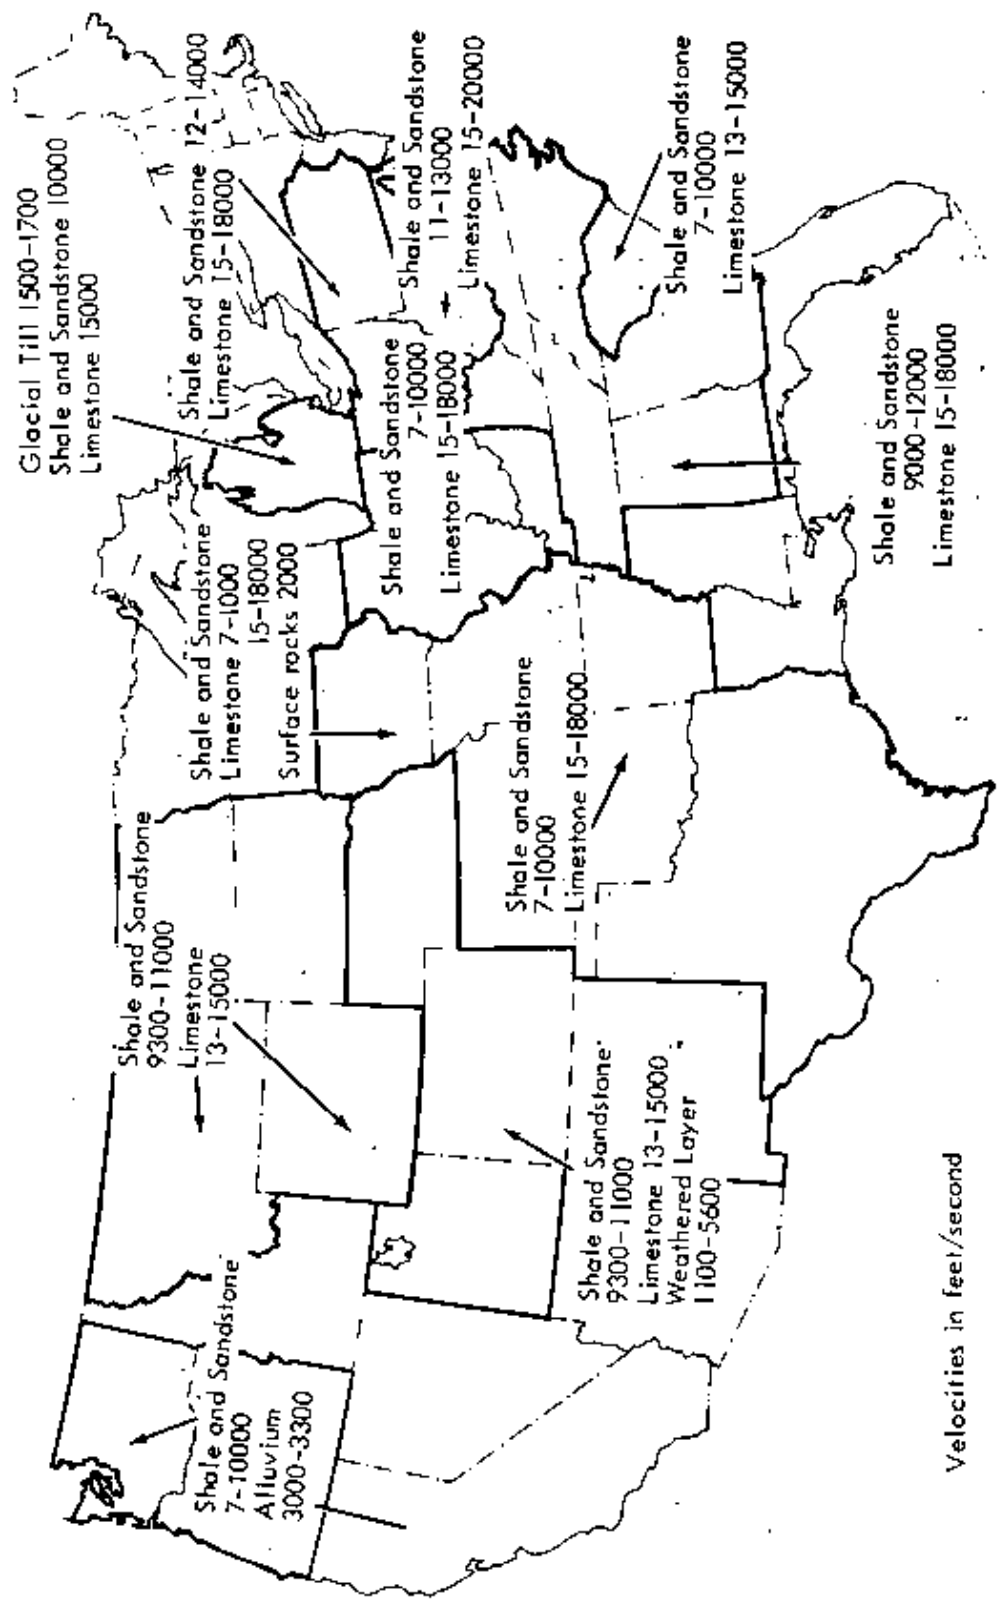 Glacial Till 1500-1700
Shale and Sandstone 10000
Limestone 15000
Shale and Sandstone 12-14000
Limestone 15-18000
Shale and Sandstone
11-13000
Limestone 15-20000
Shale and Sandstone
7-10000
Limestone 13-15000
Shale and Sandstone
7-10000
Limestone 15-18000
Shale and Sandstone
Limestone 7-1000
15-18000
Surface rocks 2000
Shale and Sandstone
9000-12000
Limestone 15-18000
Shale and Sandstone
7-10000
Limestone 15-18000
Shale and Sandstone
9300-11000
Limestone
13-15000
Shale and Sandstone
9300-11000
Limestone 13-15000
Weathered Layer
1100-5600
Shale and Sandstone
7-10000
Alluvium
3000-3300
Velocities in feet/second